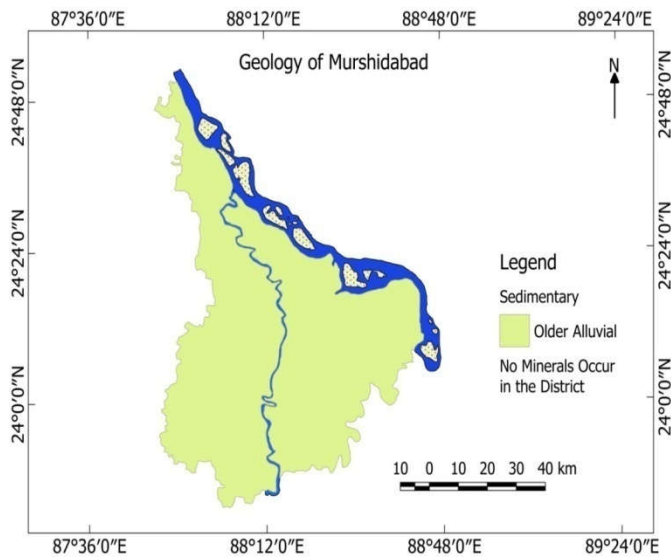 87°36′0″E 88°12′0″E 88°48′0″E 89°24′0″E
Geology of Murshidabad
N
24°48′0″N 24°48′0″N
24°24′0″N 24°24′0″N
Legend
Sedimentary
Older Alluvial
No Minerals Occur
in the District
24°0′0″N 24°0′0″N
10 0 10 20 30 40 km
87°36′0″E 88°12′0″E 88°48′0″E 89°24′0″E